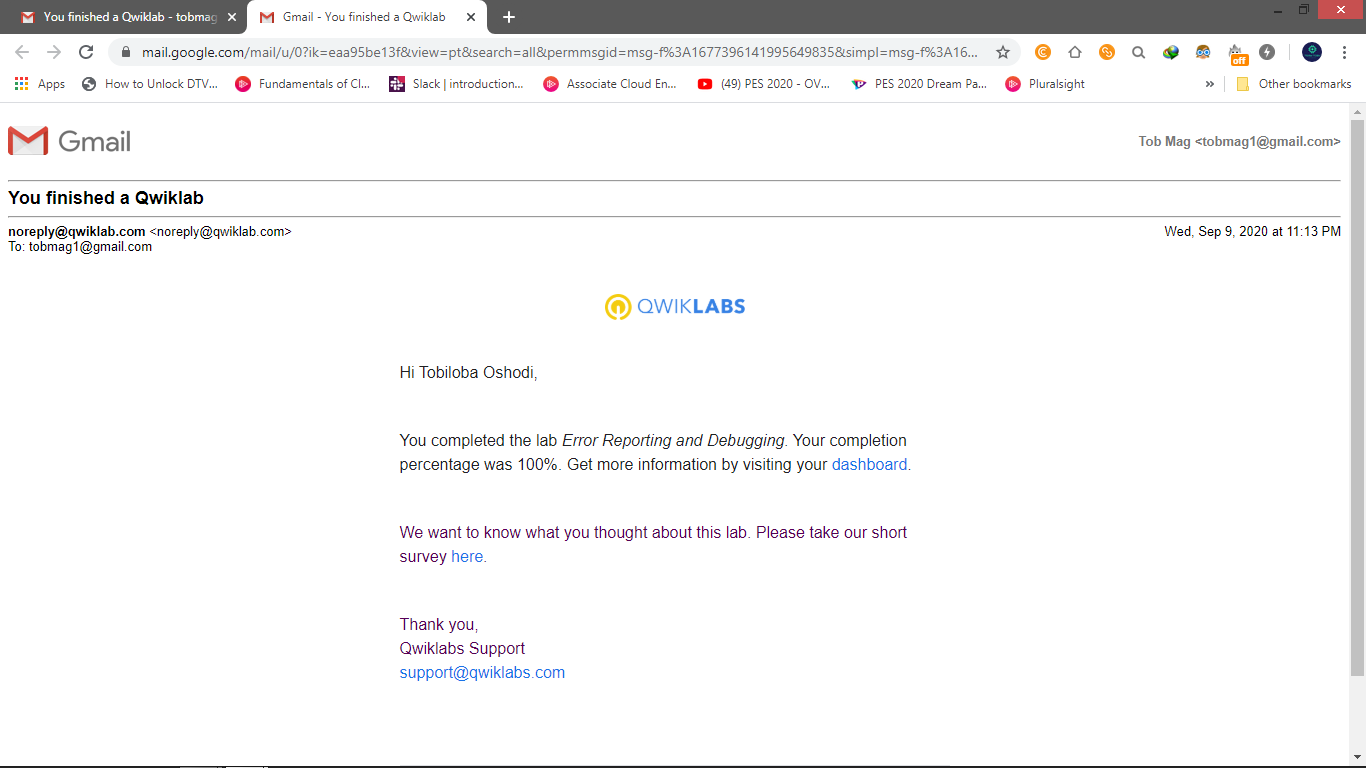 You finished a Qwiklab - tobmag
Gmail - You finished a Qwiklab
mail.google.com/mail/u/0?ik=eaa95be13f&view=pt&search=all&permmsgid=msg-f%3A1677396141995649835&simpl=msg-f%3A16...
off
Apps
How to Unlock DTV...
Fundamentals of Cl...
Slack | introduction...
Associate Cloud En...
(49) PES 2020 - OV...
PES 2020 Dream Pa...
Pluralsight
»
Other bookmarks
Gmail
Tob Mag <tobmag1@gmail.com>
You finished a Qwiklab
noreply@qwiklab.com <noreply@qwiklab.com>
Wed, Sep 9, 2020 at 11:13 PM
To: tobmag1@gmail.com
QWIKLABS
Hi Tobiloba Oshodi,
You completed the lab Error Reporting and Debugging. Your completion
percentage was 100%. Get more information by visiting your dashboard.
We want to know what you thought about this lab. Please take our short
survey here.
Thank you,
Qwiklabs Support
support@qwiklabs.com